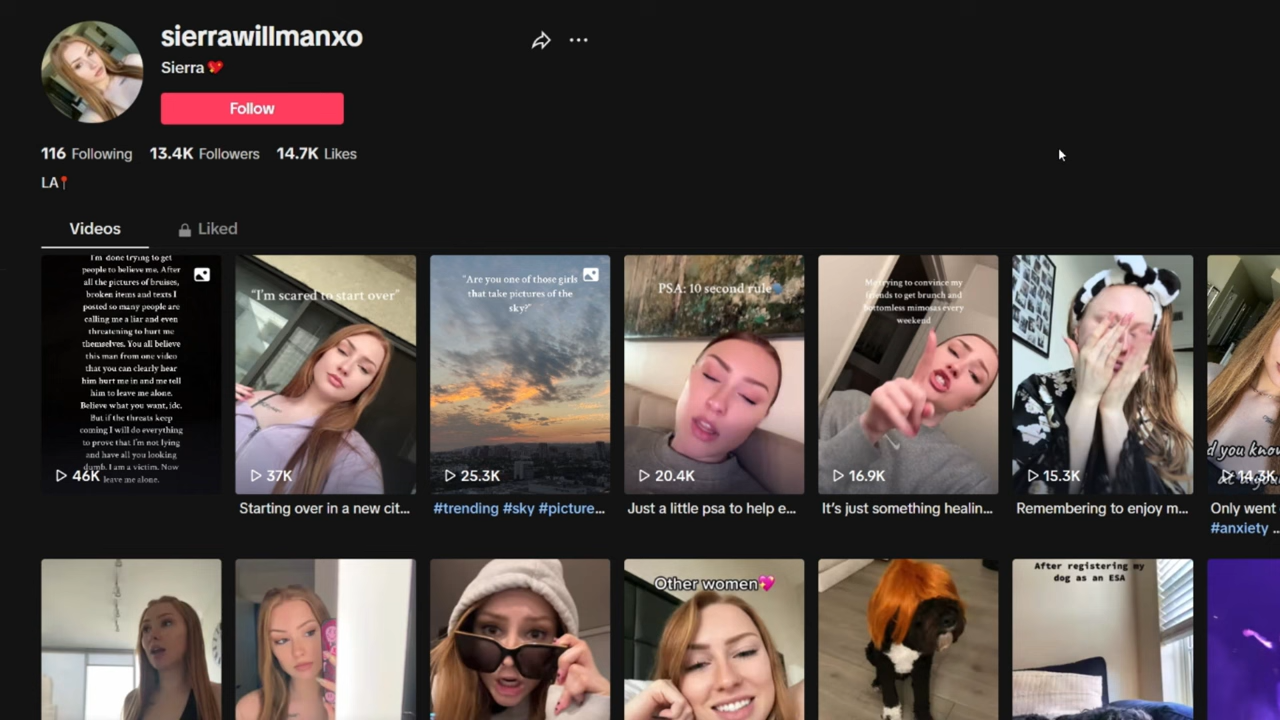 sierrawillmanxo
Sierra 💖
Follow
116 Following 13.4K Followers 14.7K Likes
LA📍
Videos
Liked
I'm done trying to get
people to believe me. After
all the pictures of bruises,
broken items and texts I
posted so many people are
calling me a liar and even
threatening to hurt me
themselves. You all believe
this man from one video
that you can clearly hear
him hurt me in and me tell
him to leave me alone.
Believe what you want, idc.
But if the threats keep
coming I will do everything
to prove that I'm not lying
and have all you looking
dumb. I am a victim. Now
leave me alone.
46K
"I'm scared to start over"
37K
Starting over in a new cit...
"Are you one of those girls
that take pictures of the
sky?"
25.3K
#trending #sky #picture...
PSA: 10 second rule
20.4K
Just a little psa to help e...
Me trying to convince my
friends to get brunch and
bottomless mimosas every
weekend
16.9K
It's just something healin...
15.3K
Remembering to enjoy m...
d you know
14.3K
Only went
#anxiety ...
Other women💖
After registering my
dog as an ESA